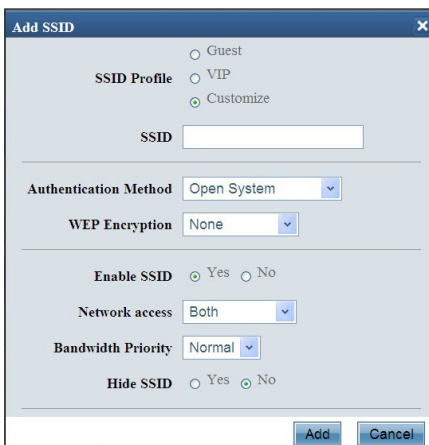 Add SSID
Guest
SSID Profile VIP
Customize
SSID
Authentication Method Open System
WEP Encryption None
Enable SSID Yes No
Network access Both
Bandwidth Priority Normal
Hide SSID Yes No
Add Cancel